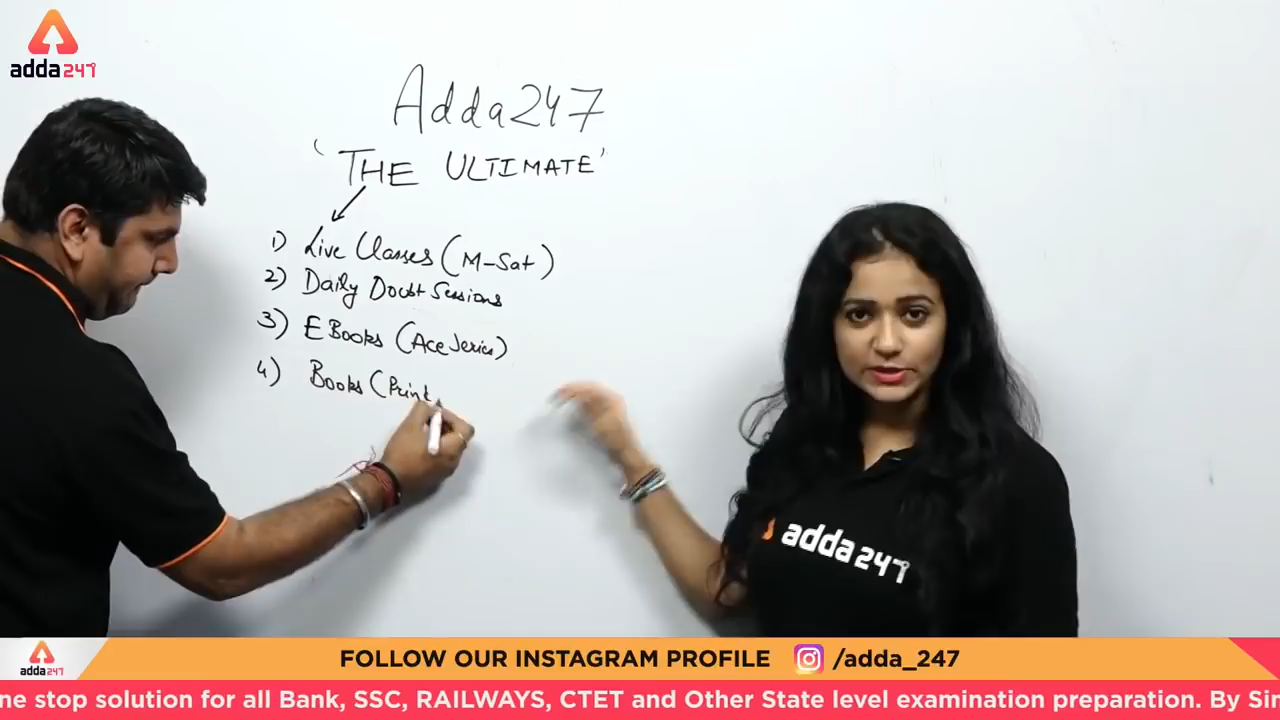 adda247
Adda247
'THE ULTIMATE'
1) Live Classes (M-Sat)
2) Daily Doubt Sessions
3) E Books (Ace Series)
4) Books (Print
adda247
adda247
FOLLOW OUR INSTAGRAM PROFILE /adda_247
ne stop solution for all Bank, SSC, RAILWAYS, CTET and Other State level examination preparation. By Sin